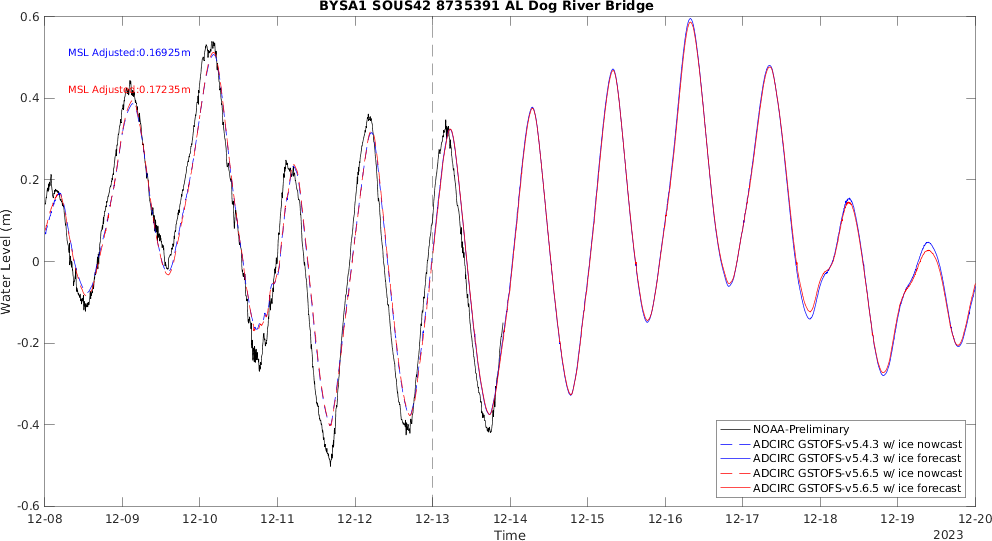 BYSA1 SOUS42 8735391 AL Dog River Bridge
MSL Adjusted:0.16925m
MSL Adjusted:0.17235m
Water Level (m)
0.6
0.4
0.2
0
-0.2
-0.4
-0.6
NOAA-Preliminary
ADCIRC GSTOFS-v5.4.3 w/ ice nowcast
ADCIRC GSTOFS-v5.4.3 w/ ice forecast
ADCIRC GSTOFS-v5.6.5 w/ ice nowcast
ADCIRC GSTOFS-v5.6.5 w/ ice forecast
12-08 12-09 12-10 12-11 12-12 12-13 12-14 12-15 12-16 12-17 12-18 12-19 12-20
Time
2023